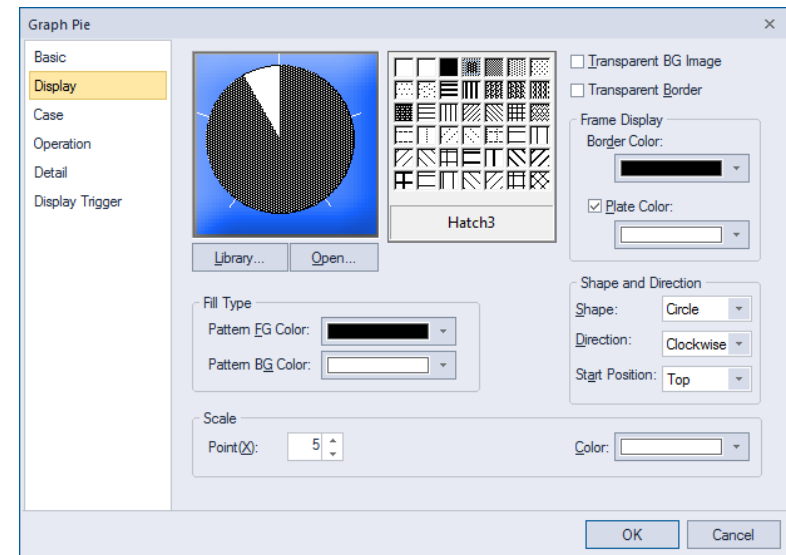 Graph Pie
Basic
Display
Case
Operation
Detail
Display Trigger
Library...
Open...
Hatch3
Transparent BG Image
Transparent Border
Frame Display
Border Color:
Plate Color:
Fill Type
Pattern FG Color:
Pattern BG Color:
Shape and Direction
Shape: Circle
Direction: Clockwise
Start Position: Top
Scale
Point(X): 5
Color:
OK Cancel